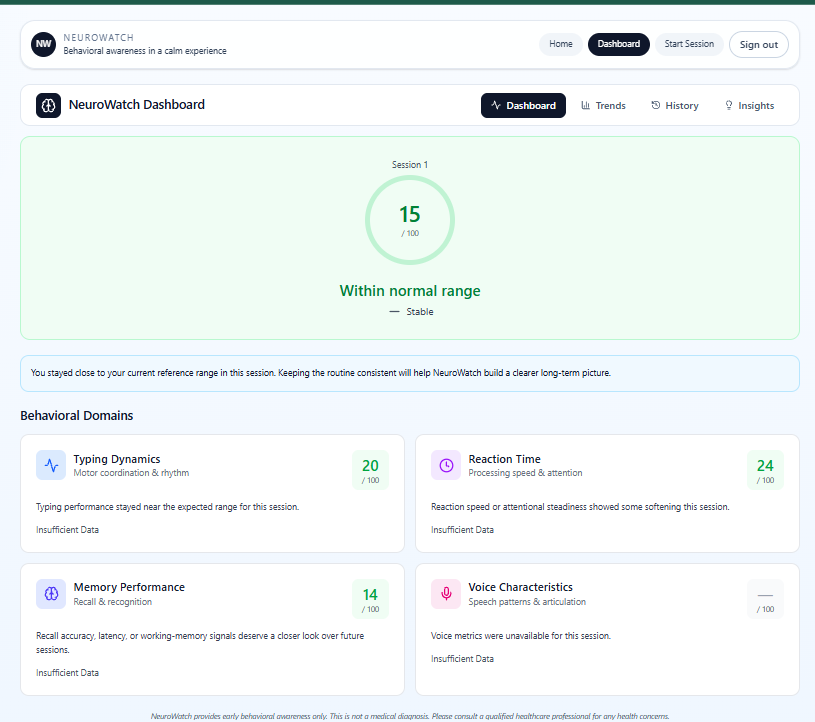 NW
NEUROWATCH
Behavioral awareness in a calm experience
Home
Dashboard
Start Session
Sign out
NeuroWatch Dashboard
Dashboard
Trends
History
Insights
Session 1
15
/ 100
Within normal range
— Stable
You stayed close to your current reference range in this session. Keeping the routine consistent will help NeuroWatch build a clearer long-term picture.
Behavioral Domains
Typing Dynamics
Motor coordination & rhythm
20
/ 100
Typing performance stayed near the expected range for this session.
Insufficient Data
Reaction Time
Processing speed & attention
24
/ 100
Reaction speed or attentional steadiness showed some softening this session.
Insufficient Data
Memory Performance
Recall & recognition
14
/ 100
Recall accuracy, latency, or working-memory signals deserve a closer look over future
sessions.
Insufficient Data
Voice Characteristics
Speech patterns & articulation
—
/ 100
Voice metrics were unavailable for this session.
Insufficient Data
NeuroWatch provides early behavioral awareness only. This is not a medical diagnosis. Please consult a qualified healthcare professional for any health concerns.